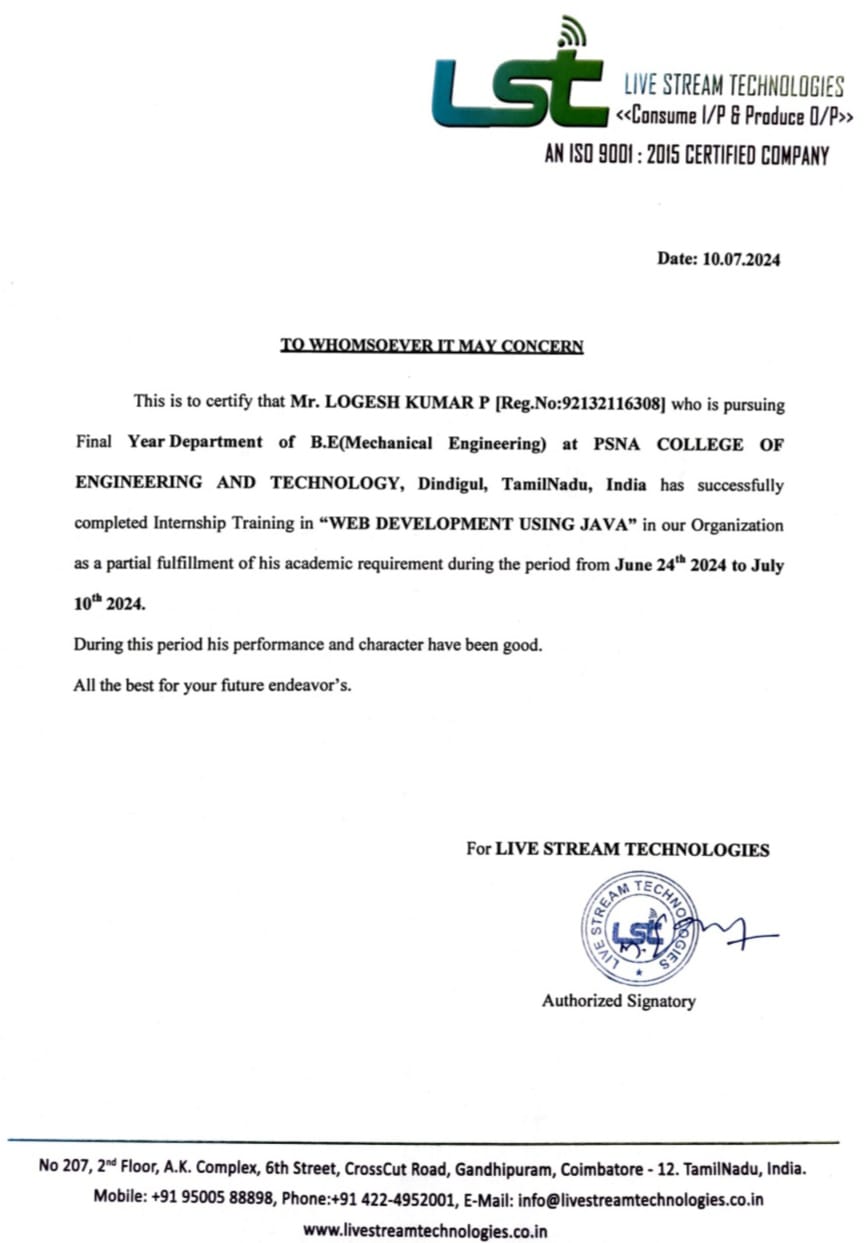 LST
LIVE STREAM TECHNOLOGIES
<<Consume I/P & Produce O/P>>
AN ISO 9001 : 2015 CERTIFIED COMPANY
Date: 10.07.2024
TO WHOMSOEVER IT MAY CONCERN
This is to certify that Mr. LOGESH KUMAR P [Reg.No:92132116308] who is pursuing
Final Year Department of B.E(Mechanical Engineering) at PSNA COLLEGE OF
ENGINEERING AND TECHNOLOGY, Dindigul, TamilNadu, India has successfully
completed Internship Training in “WEB DEVELOPMENT USING JAVA” in our Organization
as a partial fulfillment of his academic requirement during the period from June 24th 2024 to July
10th 2024.
During this period his performance and character have been good.
All the best for your future endeavor’s.
For LIVE STREAM TECHNOLOGIES
LIVE STREAM TECHNOLOGIES
LST
Authorized Signatory
No 207, 2nd Floor, A.K. Complex, 6th Street, CrossCut Road, Gandhipuram, Coimbatore - 12. TamilNadu, India.
Mobile: +91 95005 88898, Phone:+91 422-4952001, E-Mail: info@livestreamtechnologies.co.in
www.livestreamtechnologies.co.in